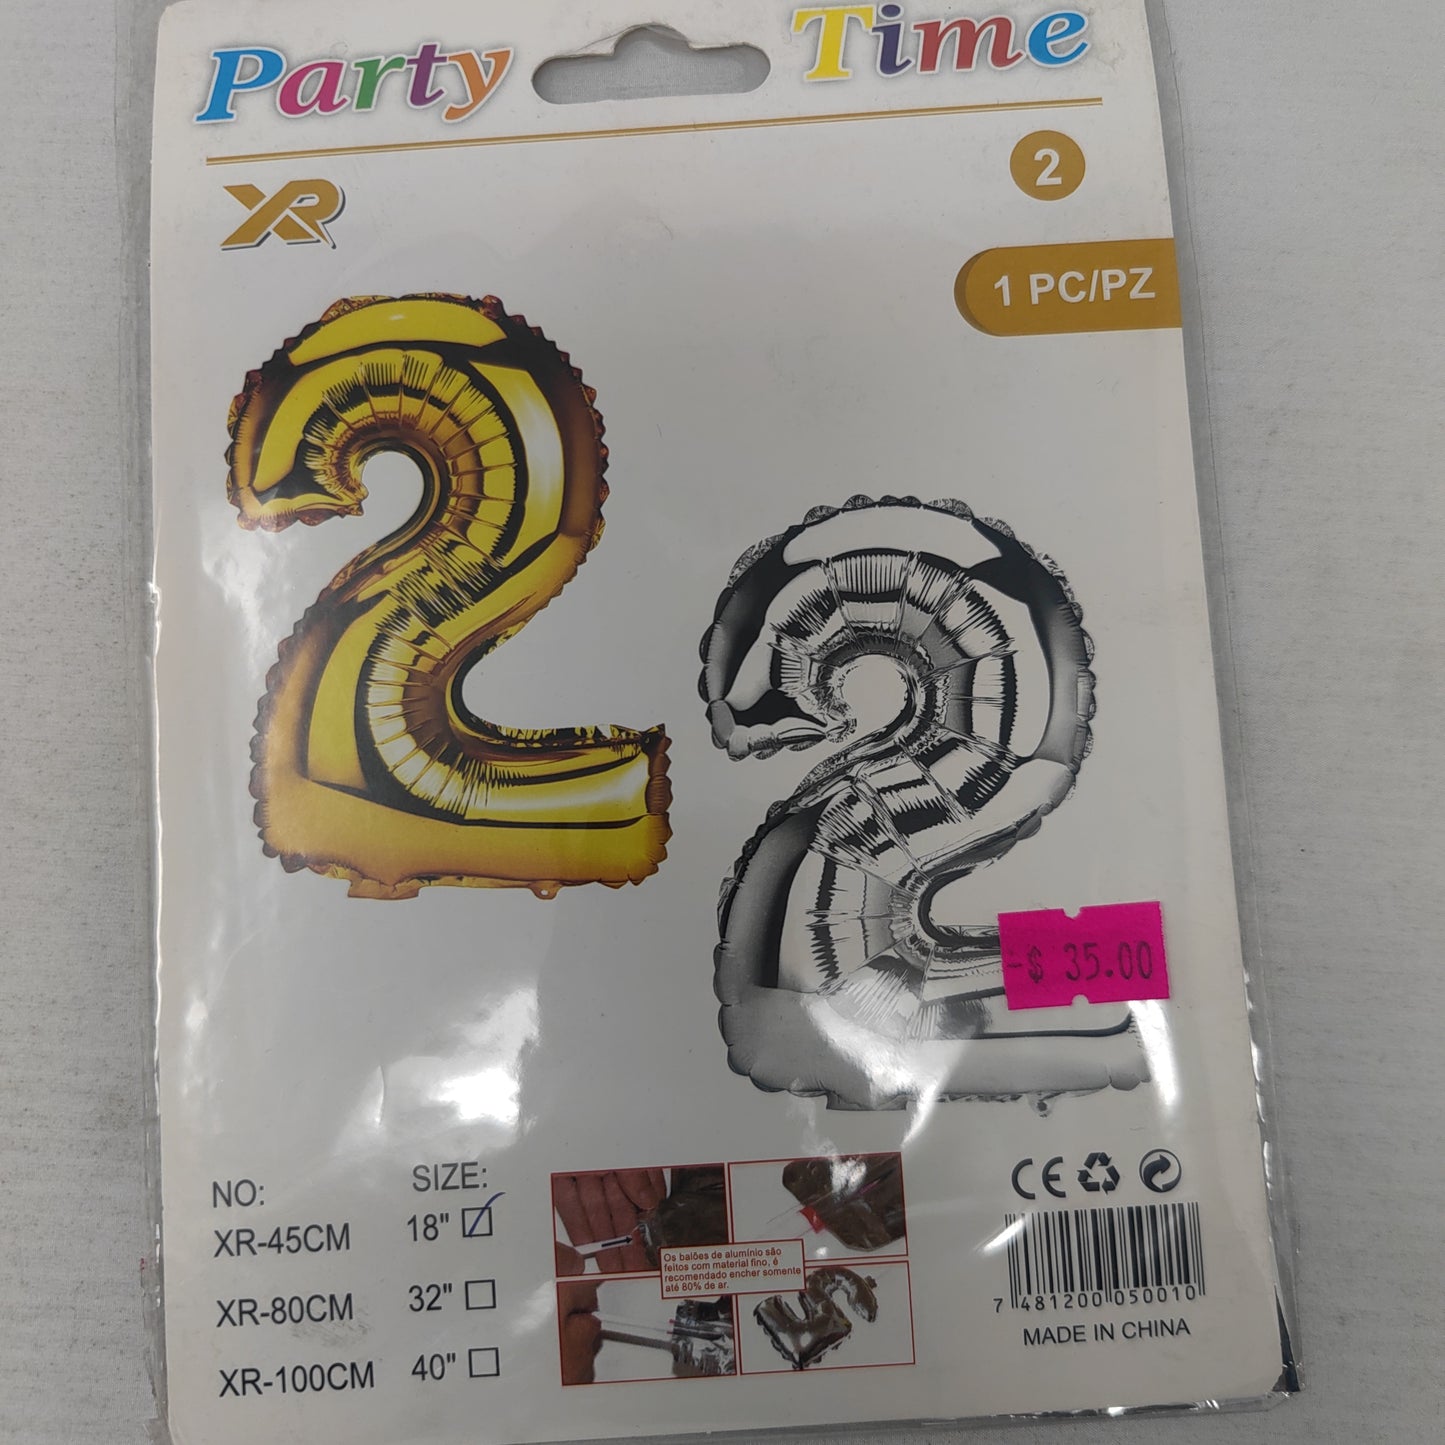 Party Time
XR
2
1 PC/PZ
$ 35.00
NO: SIZE:
XR-45CM 18"
XR-80CM 32"
XR-100CM 40"
Os balões de alumínio são
feitos com material fino, é
recomendado encher somente
até 80% de ar.
CE
7 481200 050010
MADE IN CHINA